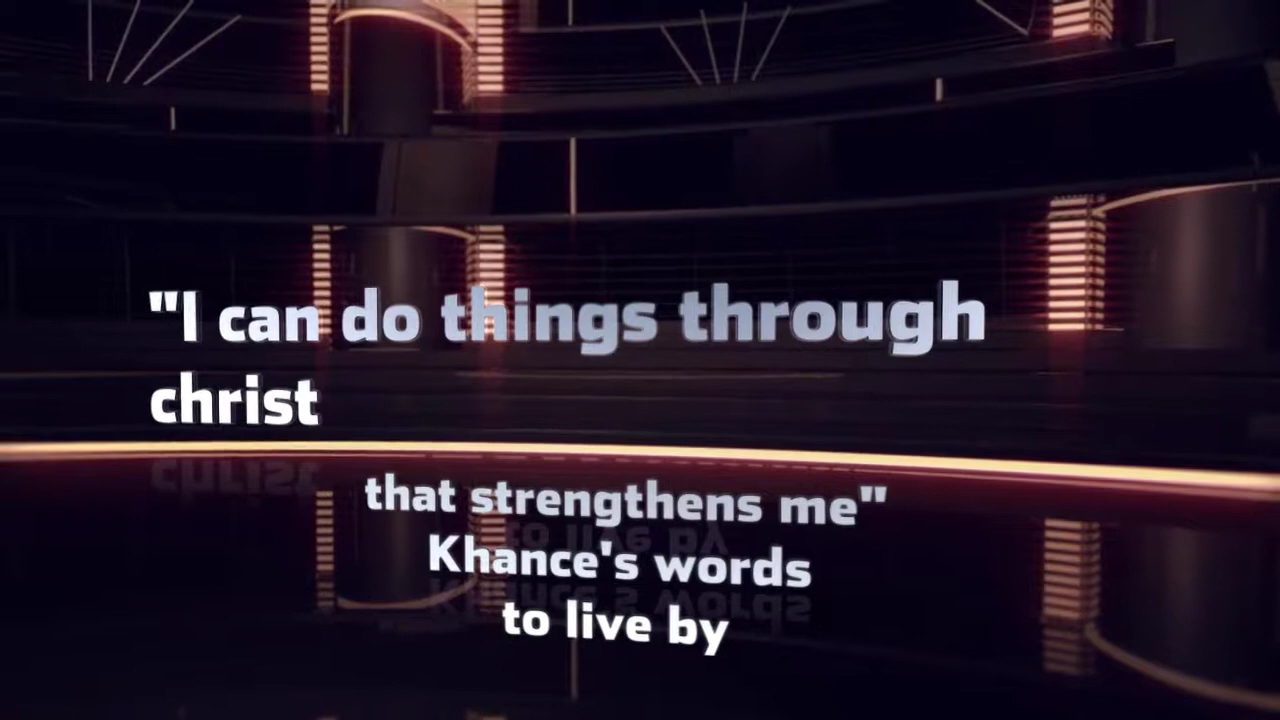 "I can do things through
christ
that strengthens me"
Khance's words
to live by